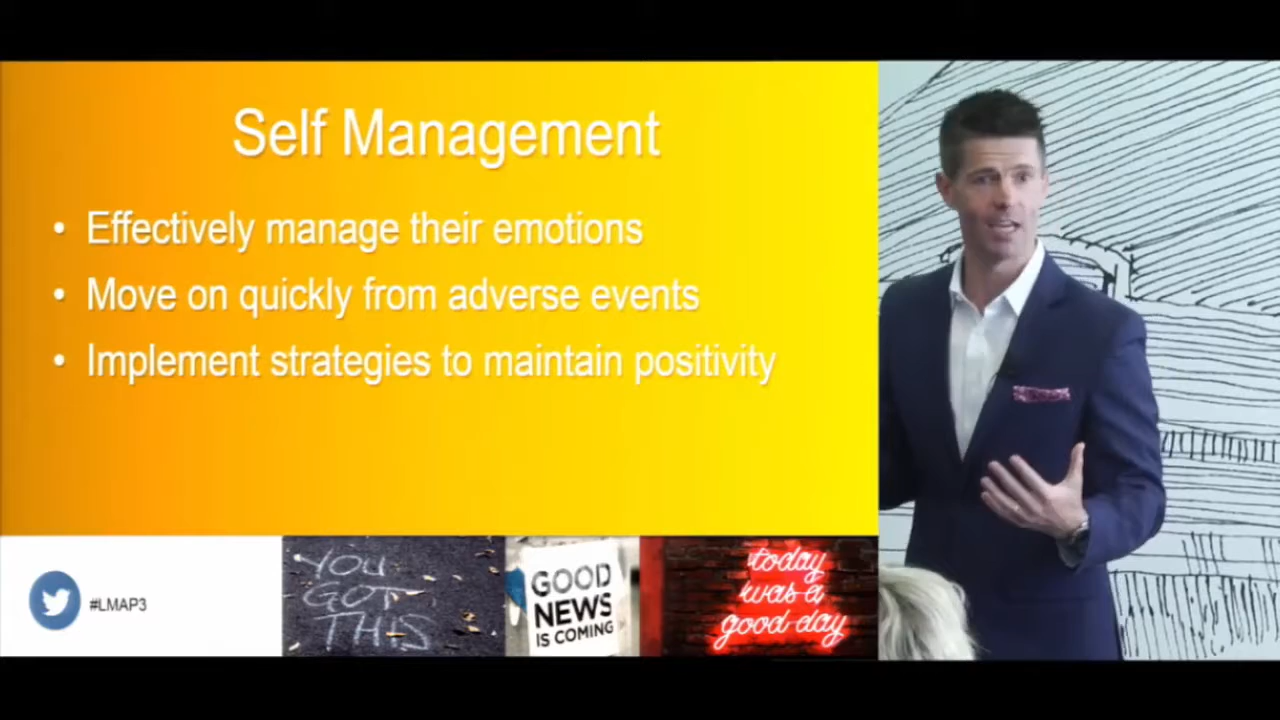 Self Management
• Effectively manage their emotions
• Move on quickly from adverse events
• Implement strategies to maintain positivity
#LMAP3
YOU
GOT
THIS
GOOD
NEWS
IS COMING
today
was a
good day